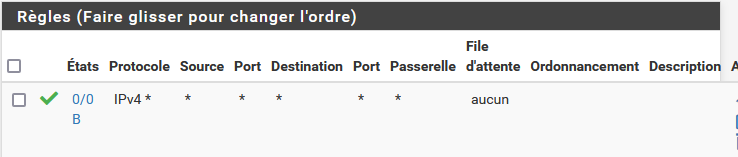 Règles (Faire glisser pour changer l'ordre)
États Protocole Source Port Destination Port Passerelle File d'attente Ordonnancement Description
0/0 B IPv4 * * * * * * aucun